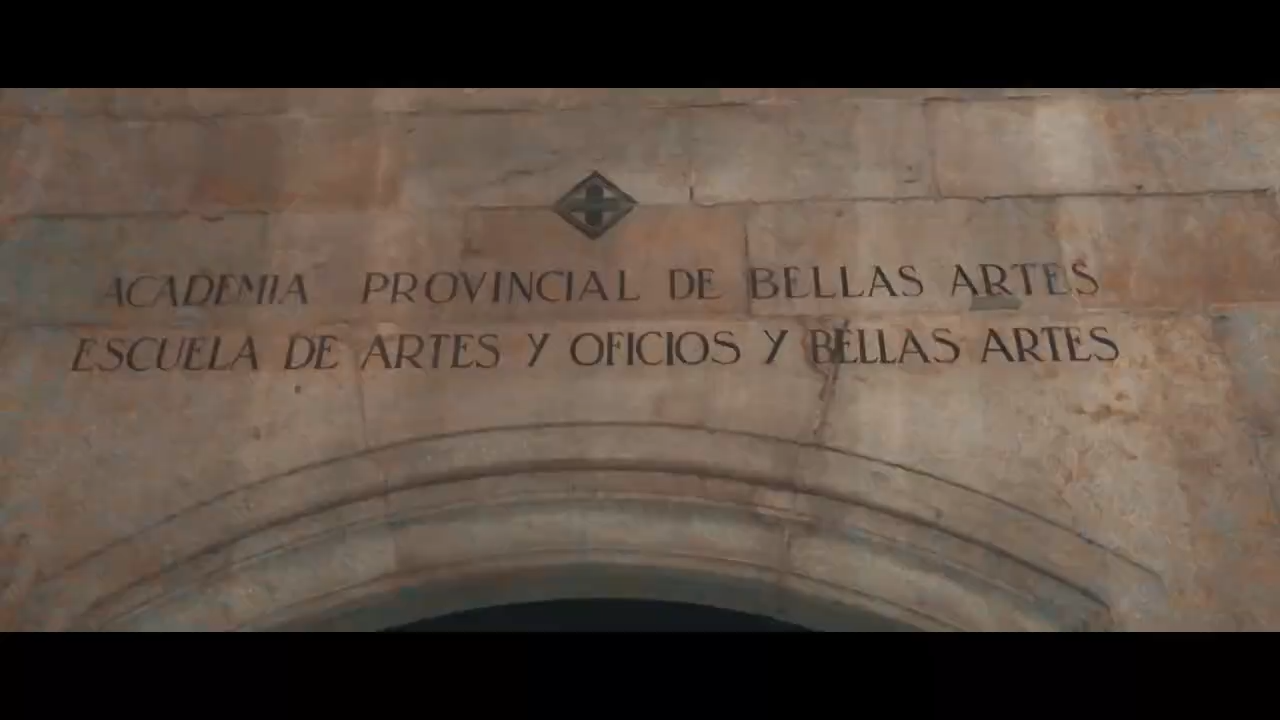 ACADEMIA PROVINCIAL DE BELLAS ARTES
ESCUELA DE ARTES Y OFICIOS Y BELLAS ARTES